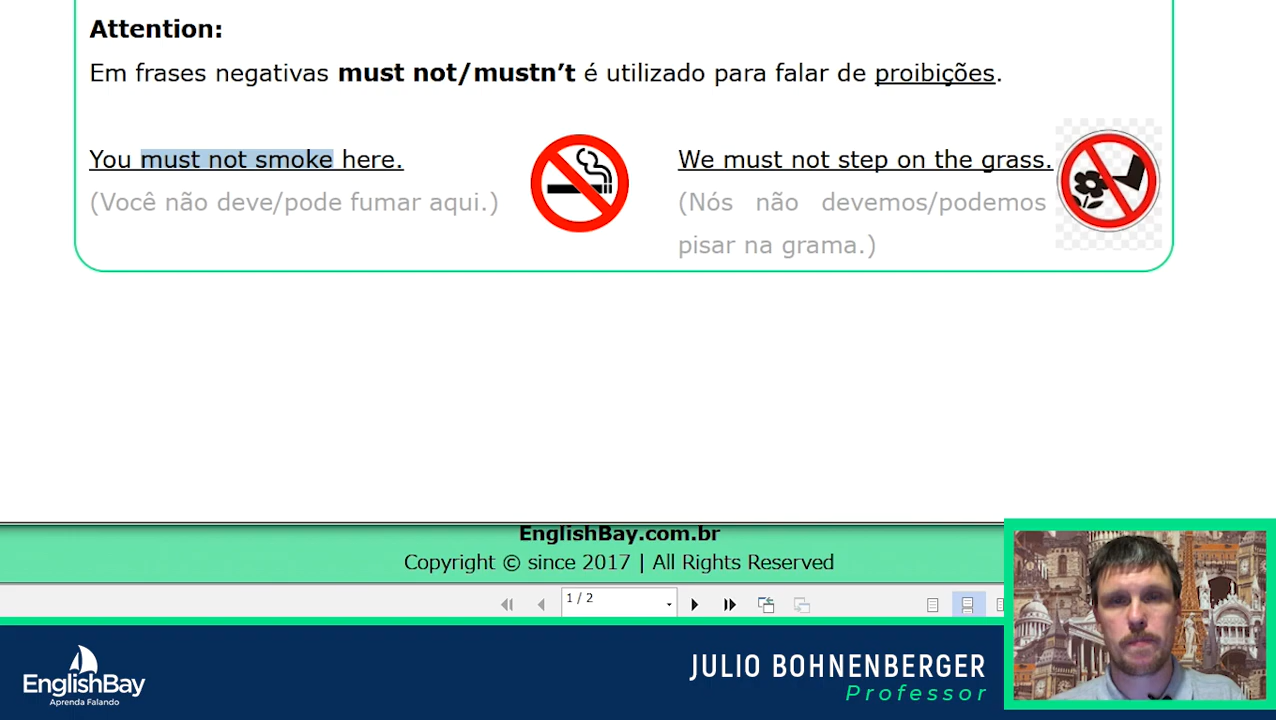 Attention:
Em frases negativas must not/mustn’t é utilizado para falar de proibições.
You must not smoke here.
(Você não deve/pode fumar aqui.)
We must not step on the grass.
(Nós não devemos/podemos
pisar na grama.)
EnglishBay.com.br
Copyright © since 2017 | All Rights Reserved
1 / 2
EnglishBay
Aprenda Falando
JULIO BOHNENBERGER
Professor